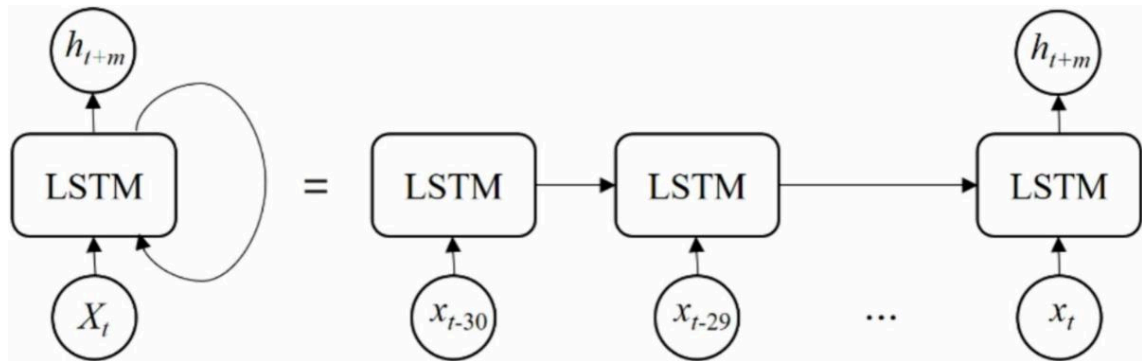 h_{t+m} h_{t+m}
LSTM = LSTM LSTM LSTM
X_t x_{t-30} x_{t-29} ... x_t